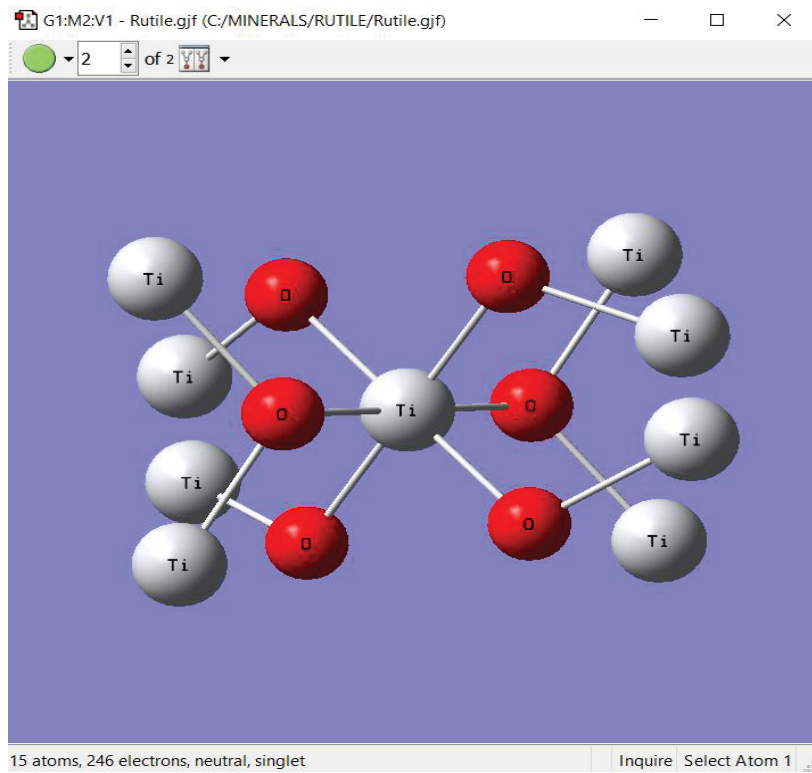 G1:M2:V1 - Rutile.gjf (C:/MINERALS/RUTILE/Rutile.gjf)
2 of 2
Ti
Ti
O
O
Ti
Ti
Ti
O
Ti
O
Ti
Ti
O
O
Ti
Ti
15 atoms, 246 electrons, neutral, singlet Inquire Select Atom 1